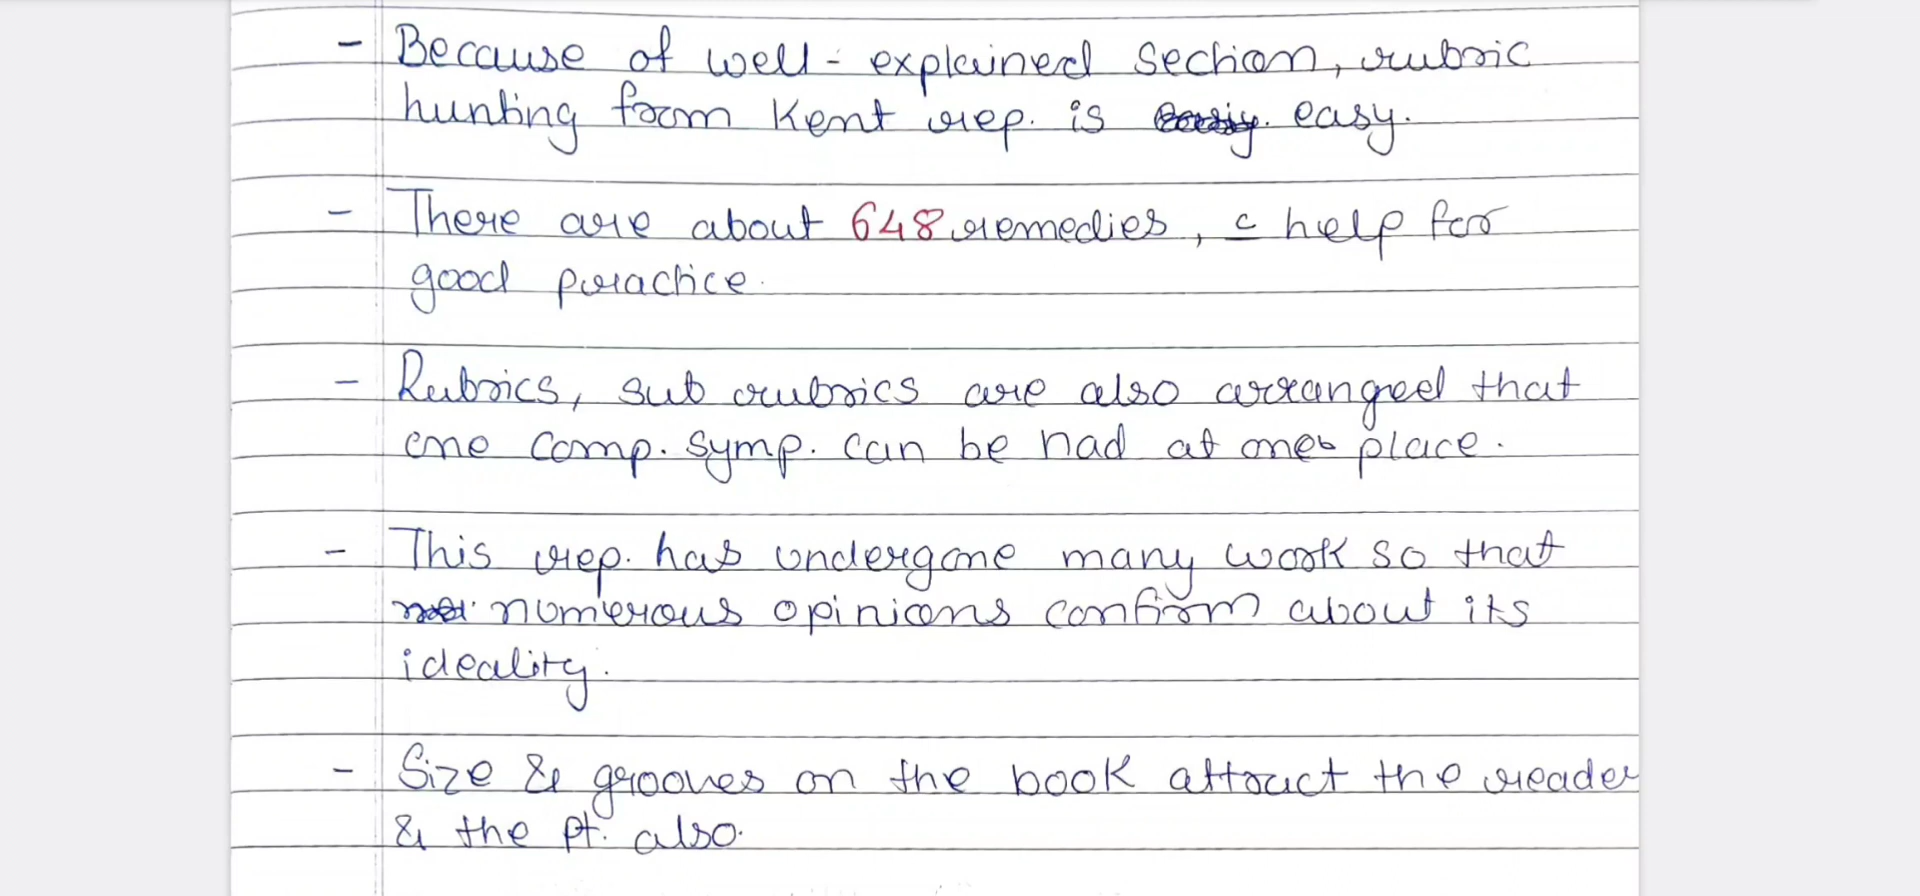 - Because of well-explained section, rubric
hunting from Kent rep. is easy.
- There are about 648 remedies, c help for
good practice.
- Rubrics, sub rubrics are also arranged that
one comp. symp. can be had at one place.
- This rep. has undergone many work so that
numerous opinions confirm about its
ideality.
- Size & grooves on the book attract the reader
& the pt. also.